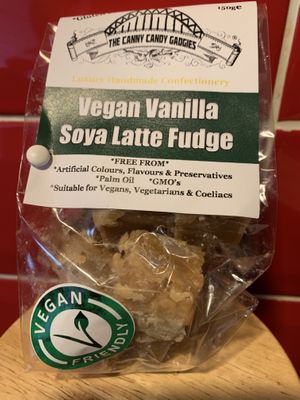 150ge
THE CANNY CANDY GADGIES
Luxury Handmade Confectionery
Vegan Vanilla
Soya Latte Fudge
*FREE FROM*
*Artificial Colours, Flavours & Preservatives
*Palm Oil *GMO's
*Suitable for Vegans, Vegetarians & Coeliacs
VEGAN
FRIENDLY